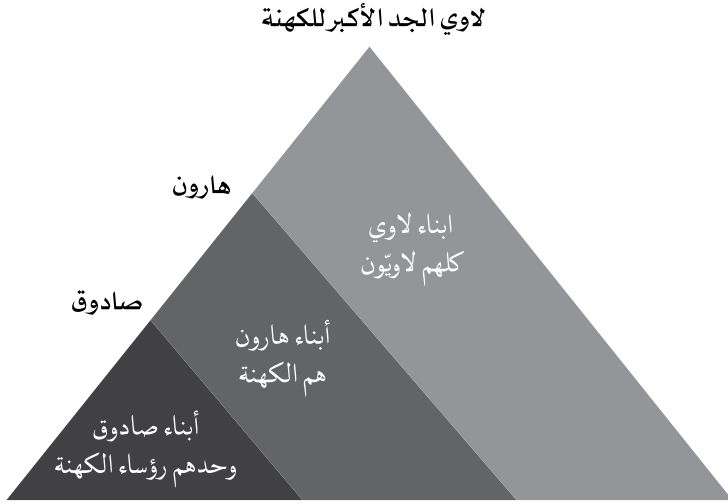 لاوي الجد الأكبر للكهنة
هارون
ابناء لاوي
كلهم لاويّون
صادوق
أبناء هارون
هم الكهنة
أبناء صادوق
وحدهم رؤساء الكهنة